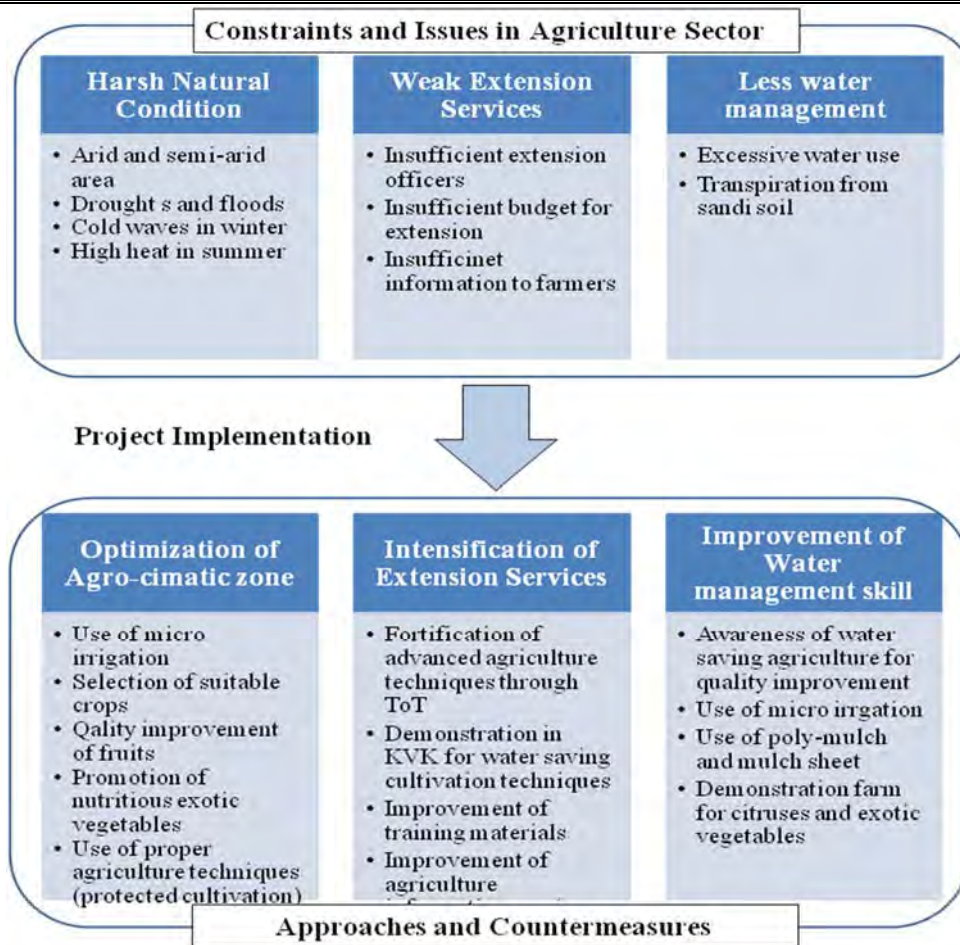 Constraints and Issues in Agriculture Sector
Harsh Natural
Condition
• Arid and semi-arid
area
• Drought s and floods
• Cold waves in winter
• High heat in summer
Weak Extension
Services
• Insufficient extension
officers
• Insufficient budget for
extension
• Insufficinet
information to farmers
Less water
management
• Excessive water use
• Transpiration from
sandi soil
Project Implementation
Optimization of
Agro-cimatic zone
• Use of micro
irrigation
• Selection of suitable
crops
• Qality improvement
of fruits
• Promotion of
nutritious exotic
vegetables
• Use of proper
agriculture techniques
(protected cultivation)
Intensification of
Extension Services
• Fortification of
advanced agriculture
techniques through
ToT
• Demonstration in
KVK for water saving
cultivation techniques
• Improvement of
training materials
• Improvement of
agriculture
Improvement of
Water
management skill
• Awareness of water
saving agriculture for
quality improvement
• Use of micro irrgation
• Use of poly-mulch
and mulch sheet
• Demonstration farm
for citruses and exotic
vegetables
Approaches and Countermeasures